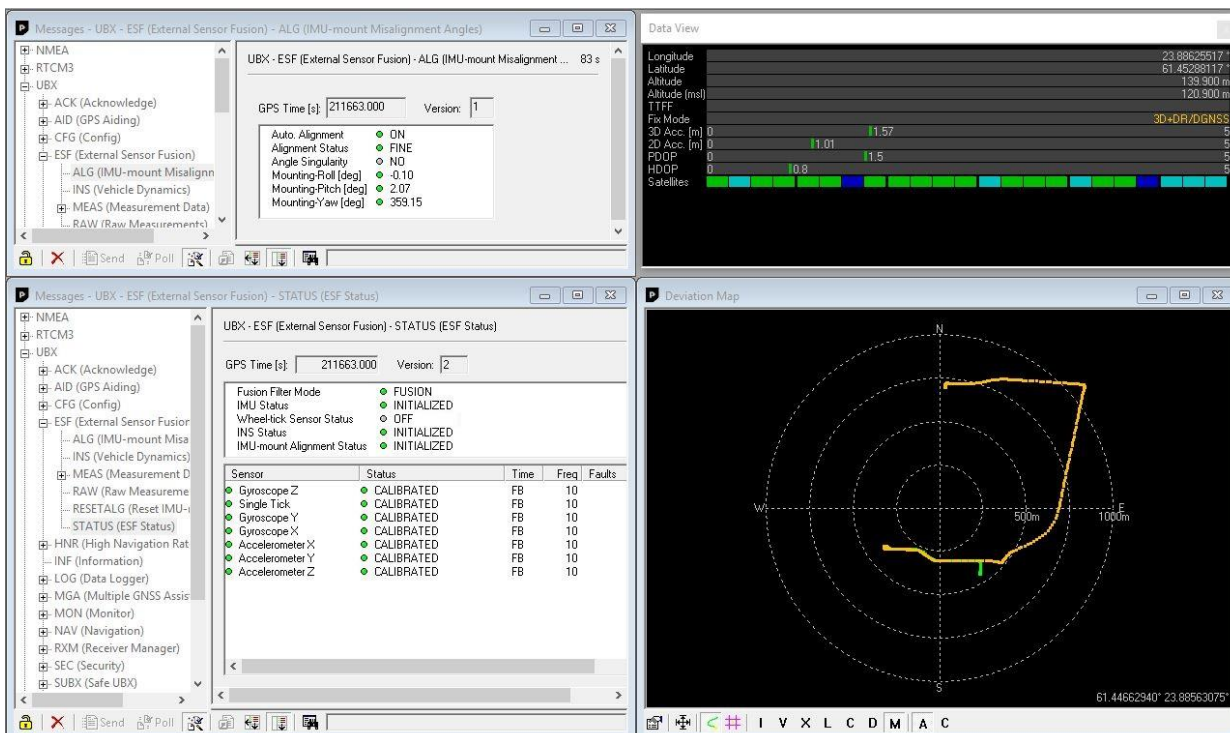 Messages - UBX - ESF (External Sensor Fusion) - ALG (IMU-mount Misalignment Angles)
NMEA
RTCM3
UBX
ACK (Acknowledge)
AID (GPS Aiding)
CFG (Config)
ESF (External Sensor Fusion)
ALG (IMU-mount Misalignn
INS (Vehicle Dynamics)
MEAS (Measurement Data)
RAW (Raw Measurements)
UBX - ESF (External Sensor Fusion) - ALG (IMU-mount Misalignment ... 83 s
GPS Time [s]: 211663.000 Version: 1
Auto. Alignment ON
Alignment Status FINE
Angle Singularity NO
Mounting-Roll [deg] -0.10
Mounting-Pitch [deg] 2.07
Mounting-Yaw [deg] 359.15
Send Poll
Data View
Longitude 23.88625517 °
Latitude 61.45288117 °
Altitude 139.900 m
Altitude (msl) 120.900 m
TTFF
Fix Mode 3D+DR/DGNSS
3D Acc. [m] 0 1.57 5
2D Acc. [m] 0 1.01 5
PDOP 0 1.5 5
HDOP 0 0.8 5
Satellites
Messages - UBX - ESF (External Sensor Fusion) - STATUS (ESF Status)
NMEA
RTCM3
UBX
ACK (Acknowledge)
AID (GPS Aiding)
CFG (Config)
ESF (External Sensor Fusion
ALG (IMU-mount Misa
INS (Vehicle Dynamics)
MEAS (Measurement D
RAW (Raw Measureme
RESETALG (Reset IMU-
STATUS (ESF Status)
HNR (High Navigation Rat
INF (Information)
LOG (Data Logger)
MGA (Multiple GNSS Assis
MON (Monitor)
NAV (Navigation)
RXM (Receiver Manager)
SEC (Security)
SUBX (Safe UBX)
UBX - ESF (External Sensor Fusion) - STATUS (ESF Status)
GPS Time [s]: 211663.000 Version: 2
Fusion Filter Mode FUSION
IMU Status INITIALIZED
Wheel-tick Sensor Status OFF
INS Status INITIALIZED
IMU-mount Alignment Status INITIALIZED
Sensor Status Time Freq Faults
Gyroscope Z CALIBRATED FB 10
Single Tick CALIBRATED FB 10
Gyroscope Y CALIBRATED FB 10
Gyroscope X CALIBRATED FB 10
Accelerometer X CALIBRATED FB 10
Accelerometer Y CALIBRATED FB 10
Accelerometer Z CALIBRATED FB 10
Send Poll
Deviation Map
N
W E
500m 1000m
S
61.44662940° 23.88563075°
I V X L C D M A C